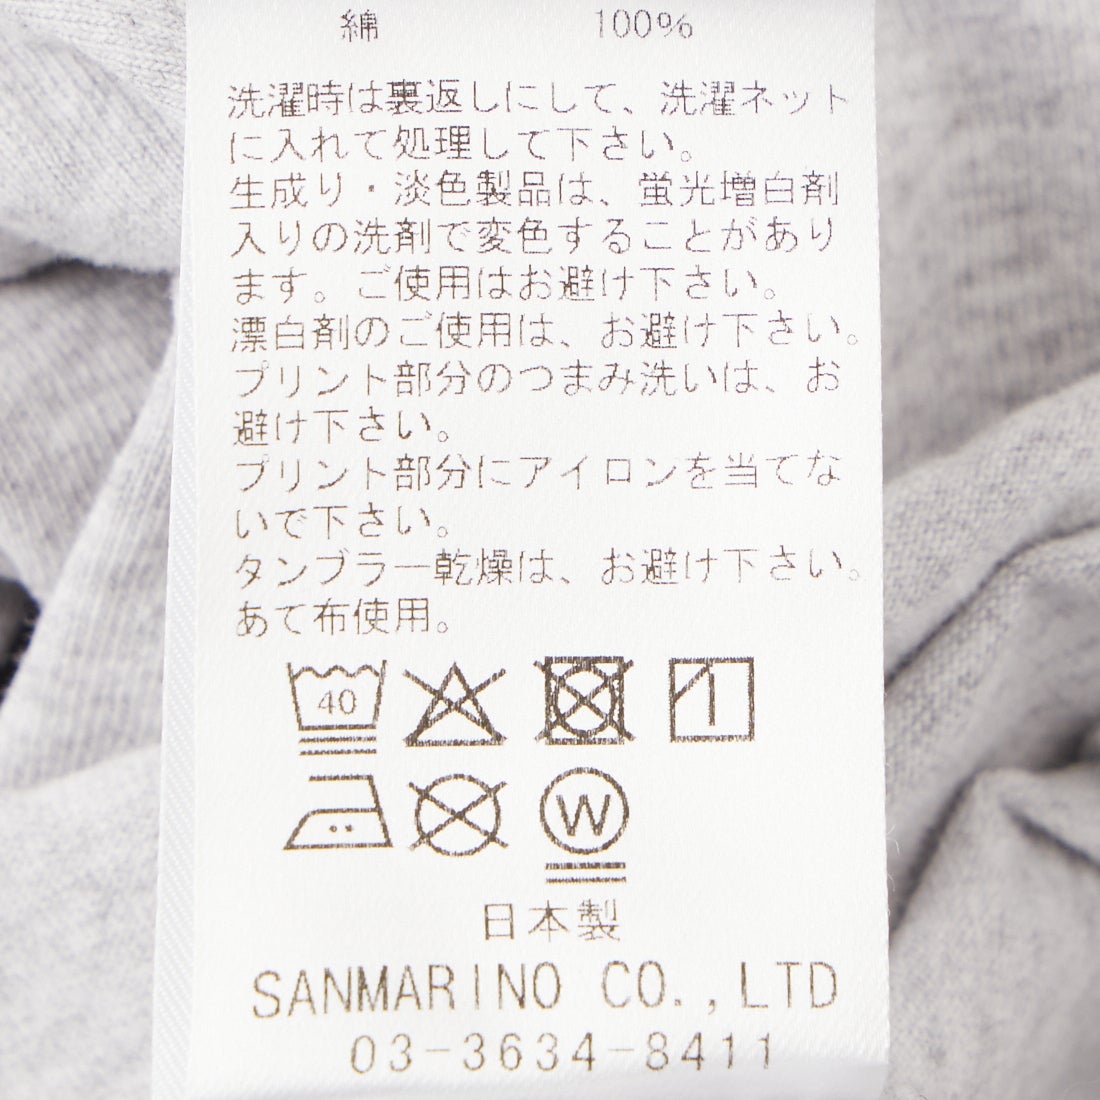 綿 100%
洗濯時は裏返しにして、洗濯ネット
に入れて処理して下さい。
生成り・淡色製品は、蛍光増白剤
入りの洗剤で変色することがあり
ます。ご使用はお避け下さい。
漂白剤のご使用は、お避け下さい。
プリント部分のつまみ洗いは、お
避け下さい。
プリント部分にアイロンを当てな
いで下さい。
タンブラー乾燥は、お避け下さい。
あて布使用。
40
W
日本製
SANMARINO CO.,LTD
03-3634-8411